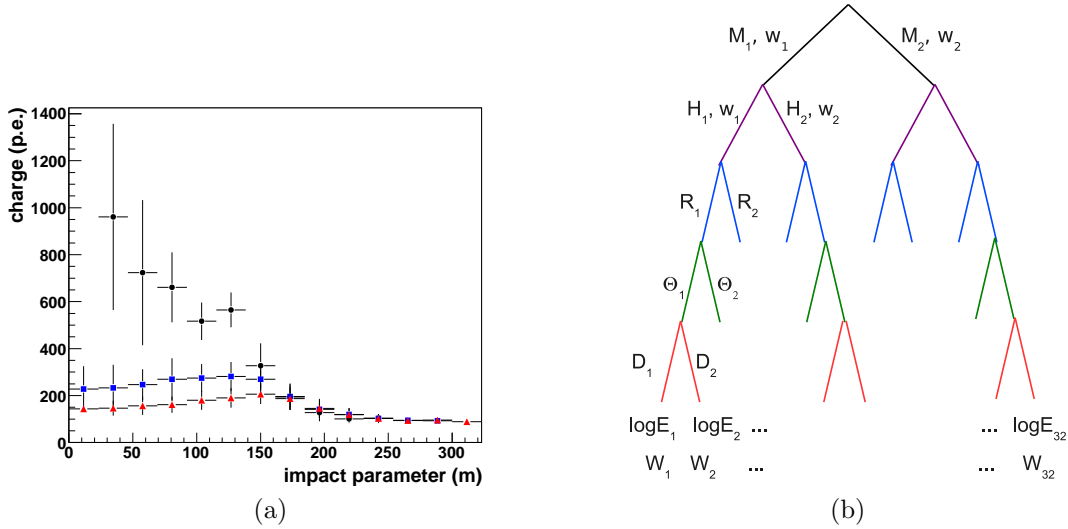 charge (p.e.)
1400
1200
1000
800
600
400
200
0
0 50 100 150 200 250 300
impact parameter (m)
(a)
M1, w1 M2, w2
H1, w1 H2, w2
R1 R2
Θ1 Θ2
D1 D2
logE1 logE2 ... ... logE32
W1 W2 ... ... W32
(b)